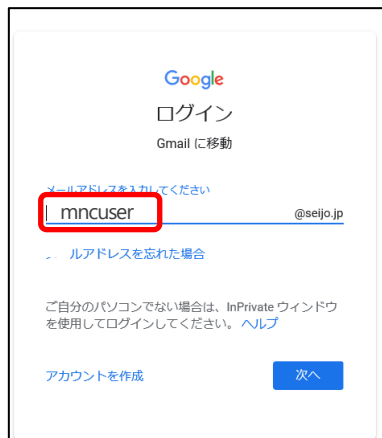 Google
ログイン
Gmail に移動
メールアドレスを入力してください
mncuser @seijo.jp
ルアドレスを忘れた場合
ご自分のパソコンでない場合は、InPrivate ウィンドウ
を使用してログインしてください。 ヘルプ
アカウントを作成 次へ